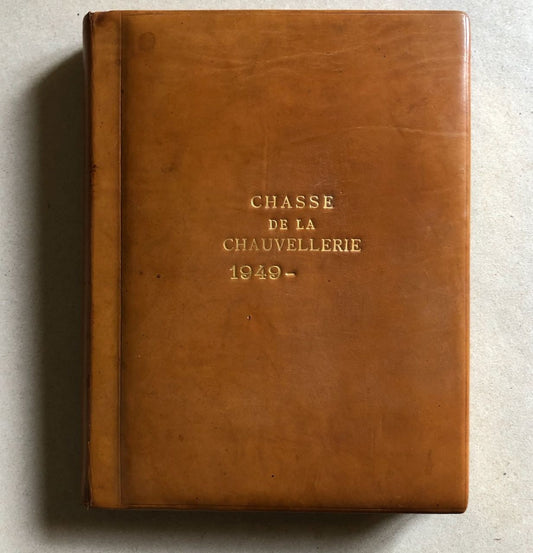 CHASSE
DE LA
CHAUVELLERIE
1949-